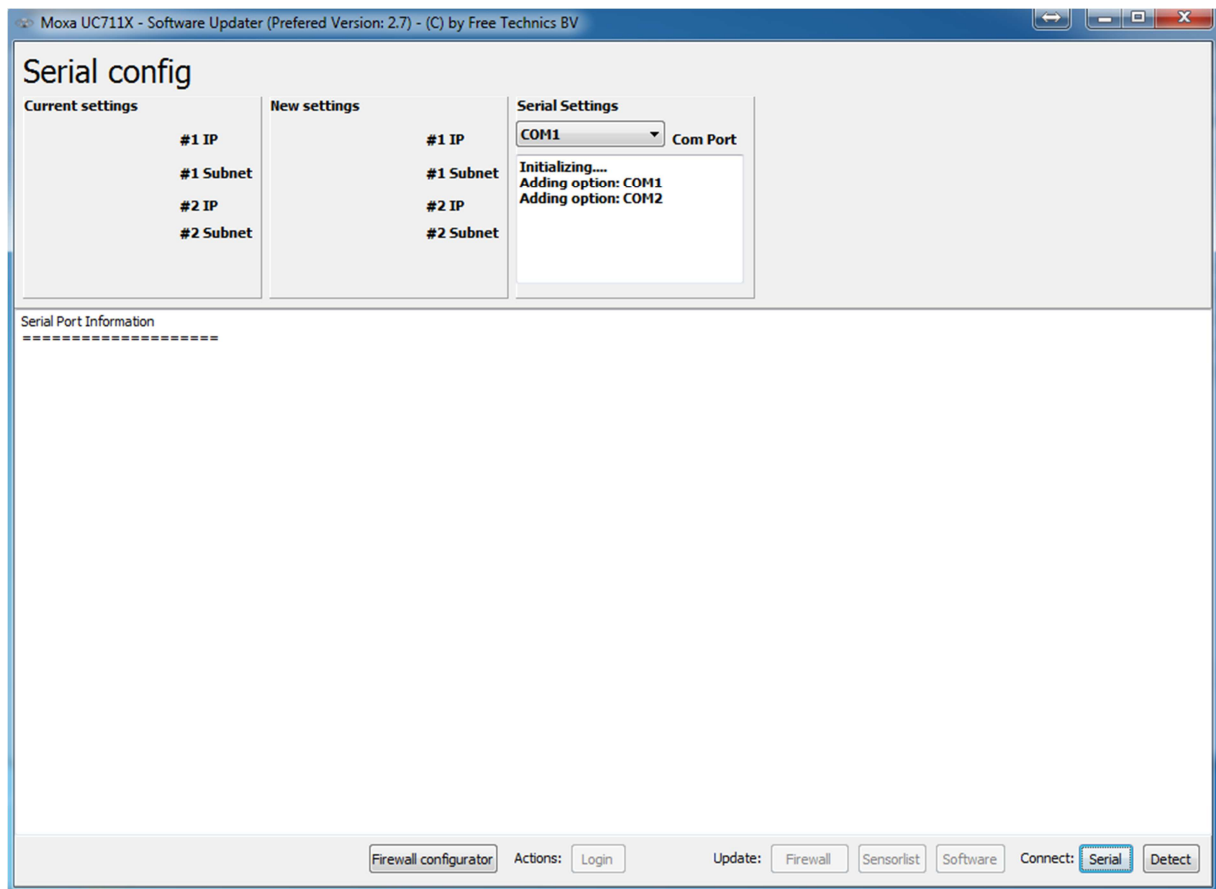 Moxa UC711X - Software Updater (Prefered Version: 2.7) - (C) by Free Technics BV
Serial config
Current settings
#1 IP
#1 Subnet
#2 IP
#2 Subnet
New settings
#1 IP
#1 Subnet
#2 IP
#2 Subnet
Serial Settings
COM1 Com Port
Initializing....
Adding option: COM1
Adding option: COM2
Serial Port Information
====================
Firewall configurator Actions: Login Update: Firewall Sensorlist Software Connect: Serial Detect